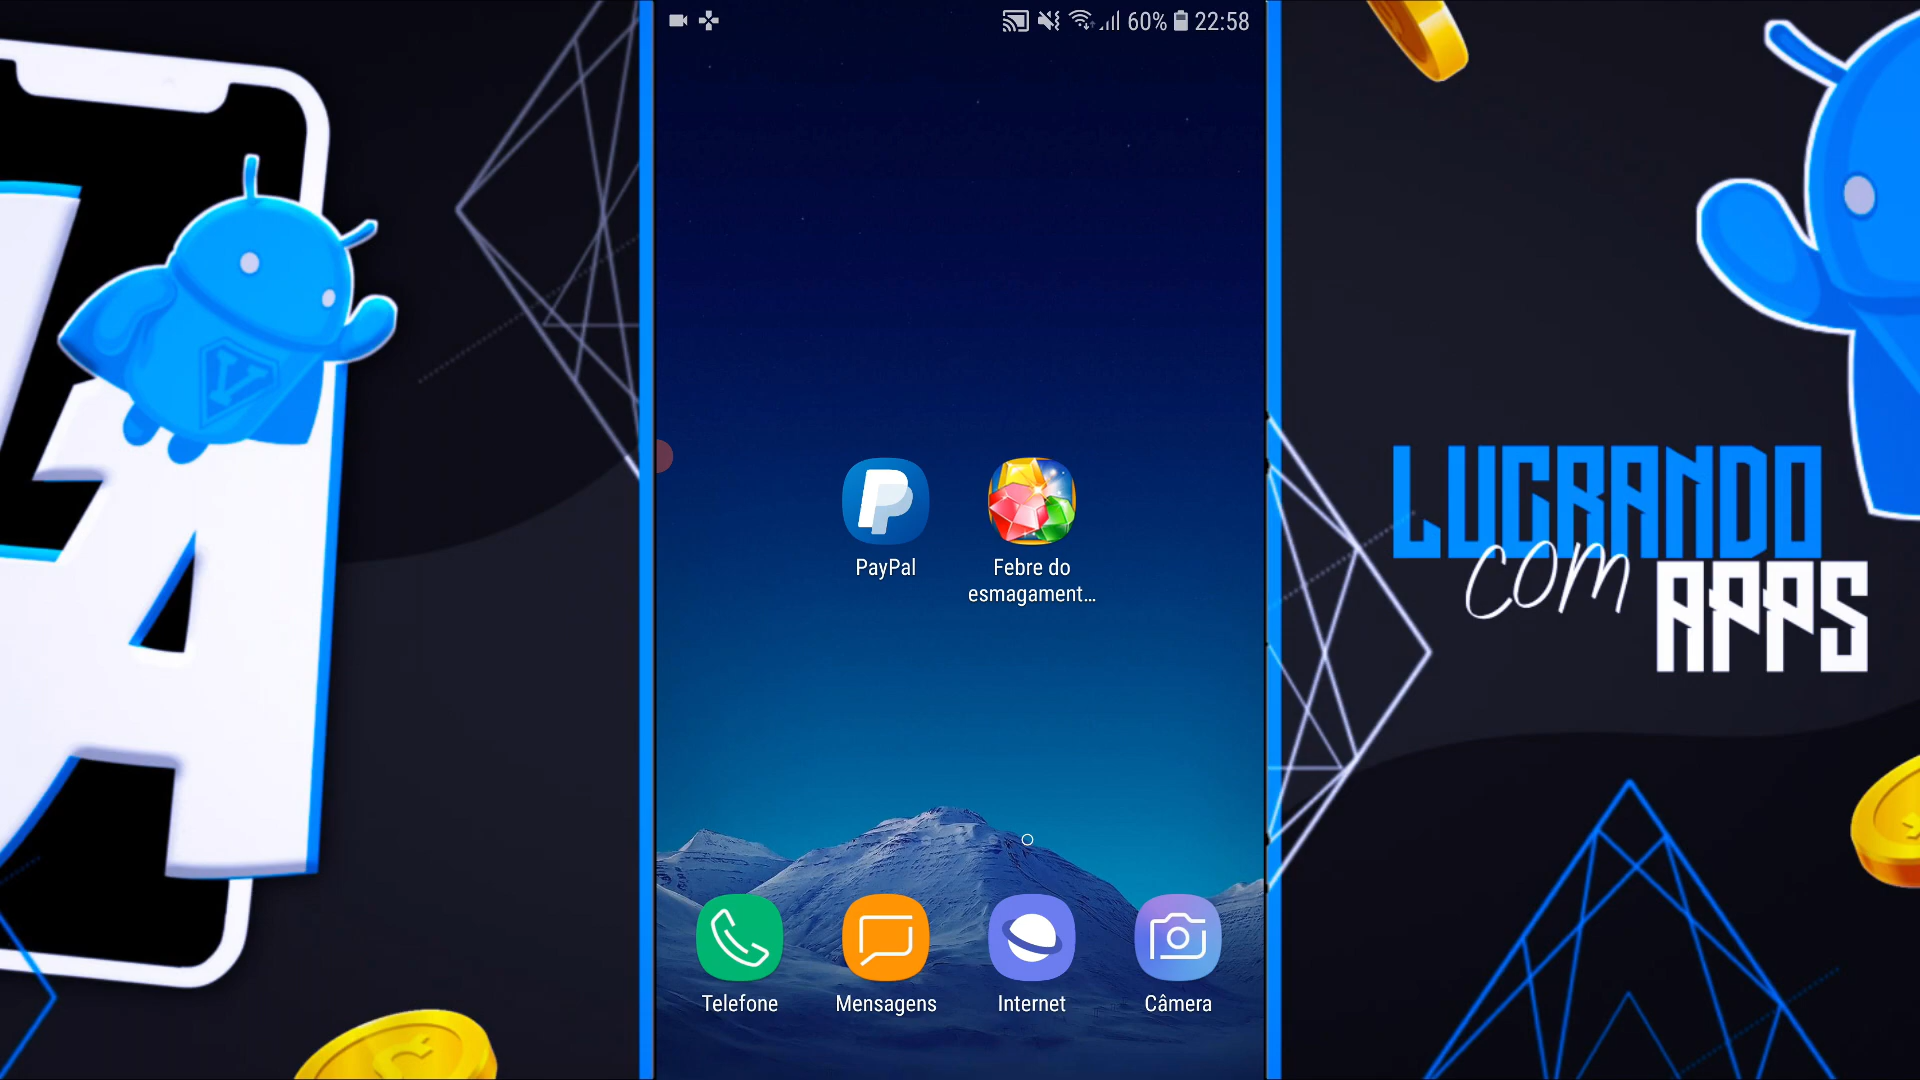 60% 22:58
PayPal
Febre do
esmagament...
LUCRANDO
com
APPS
Telefone
Mensagens
Internet
Câmera
A
V